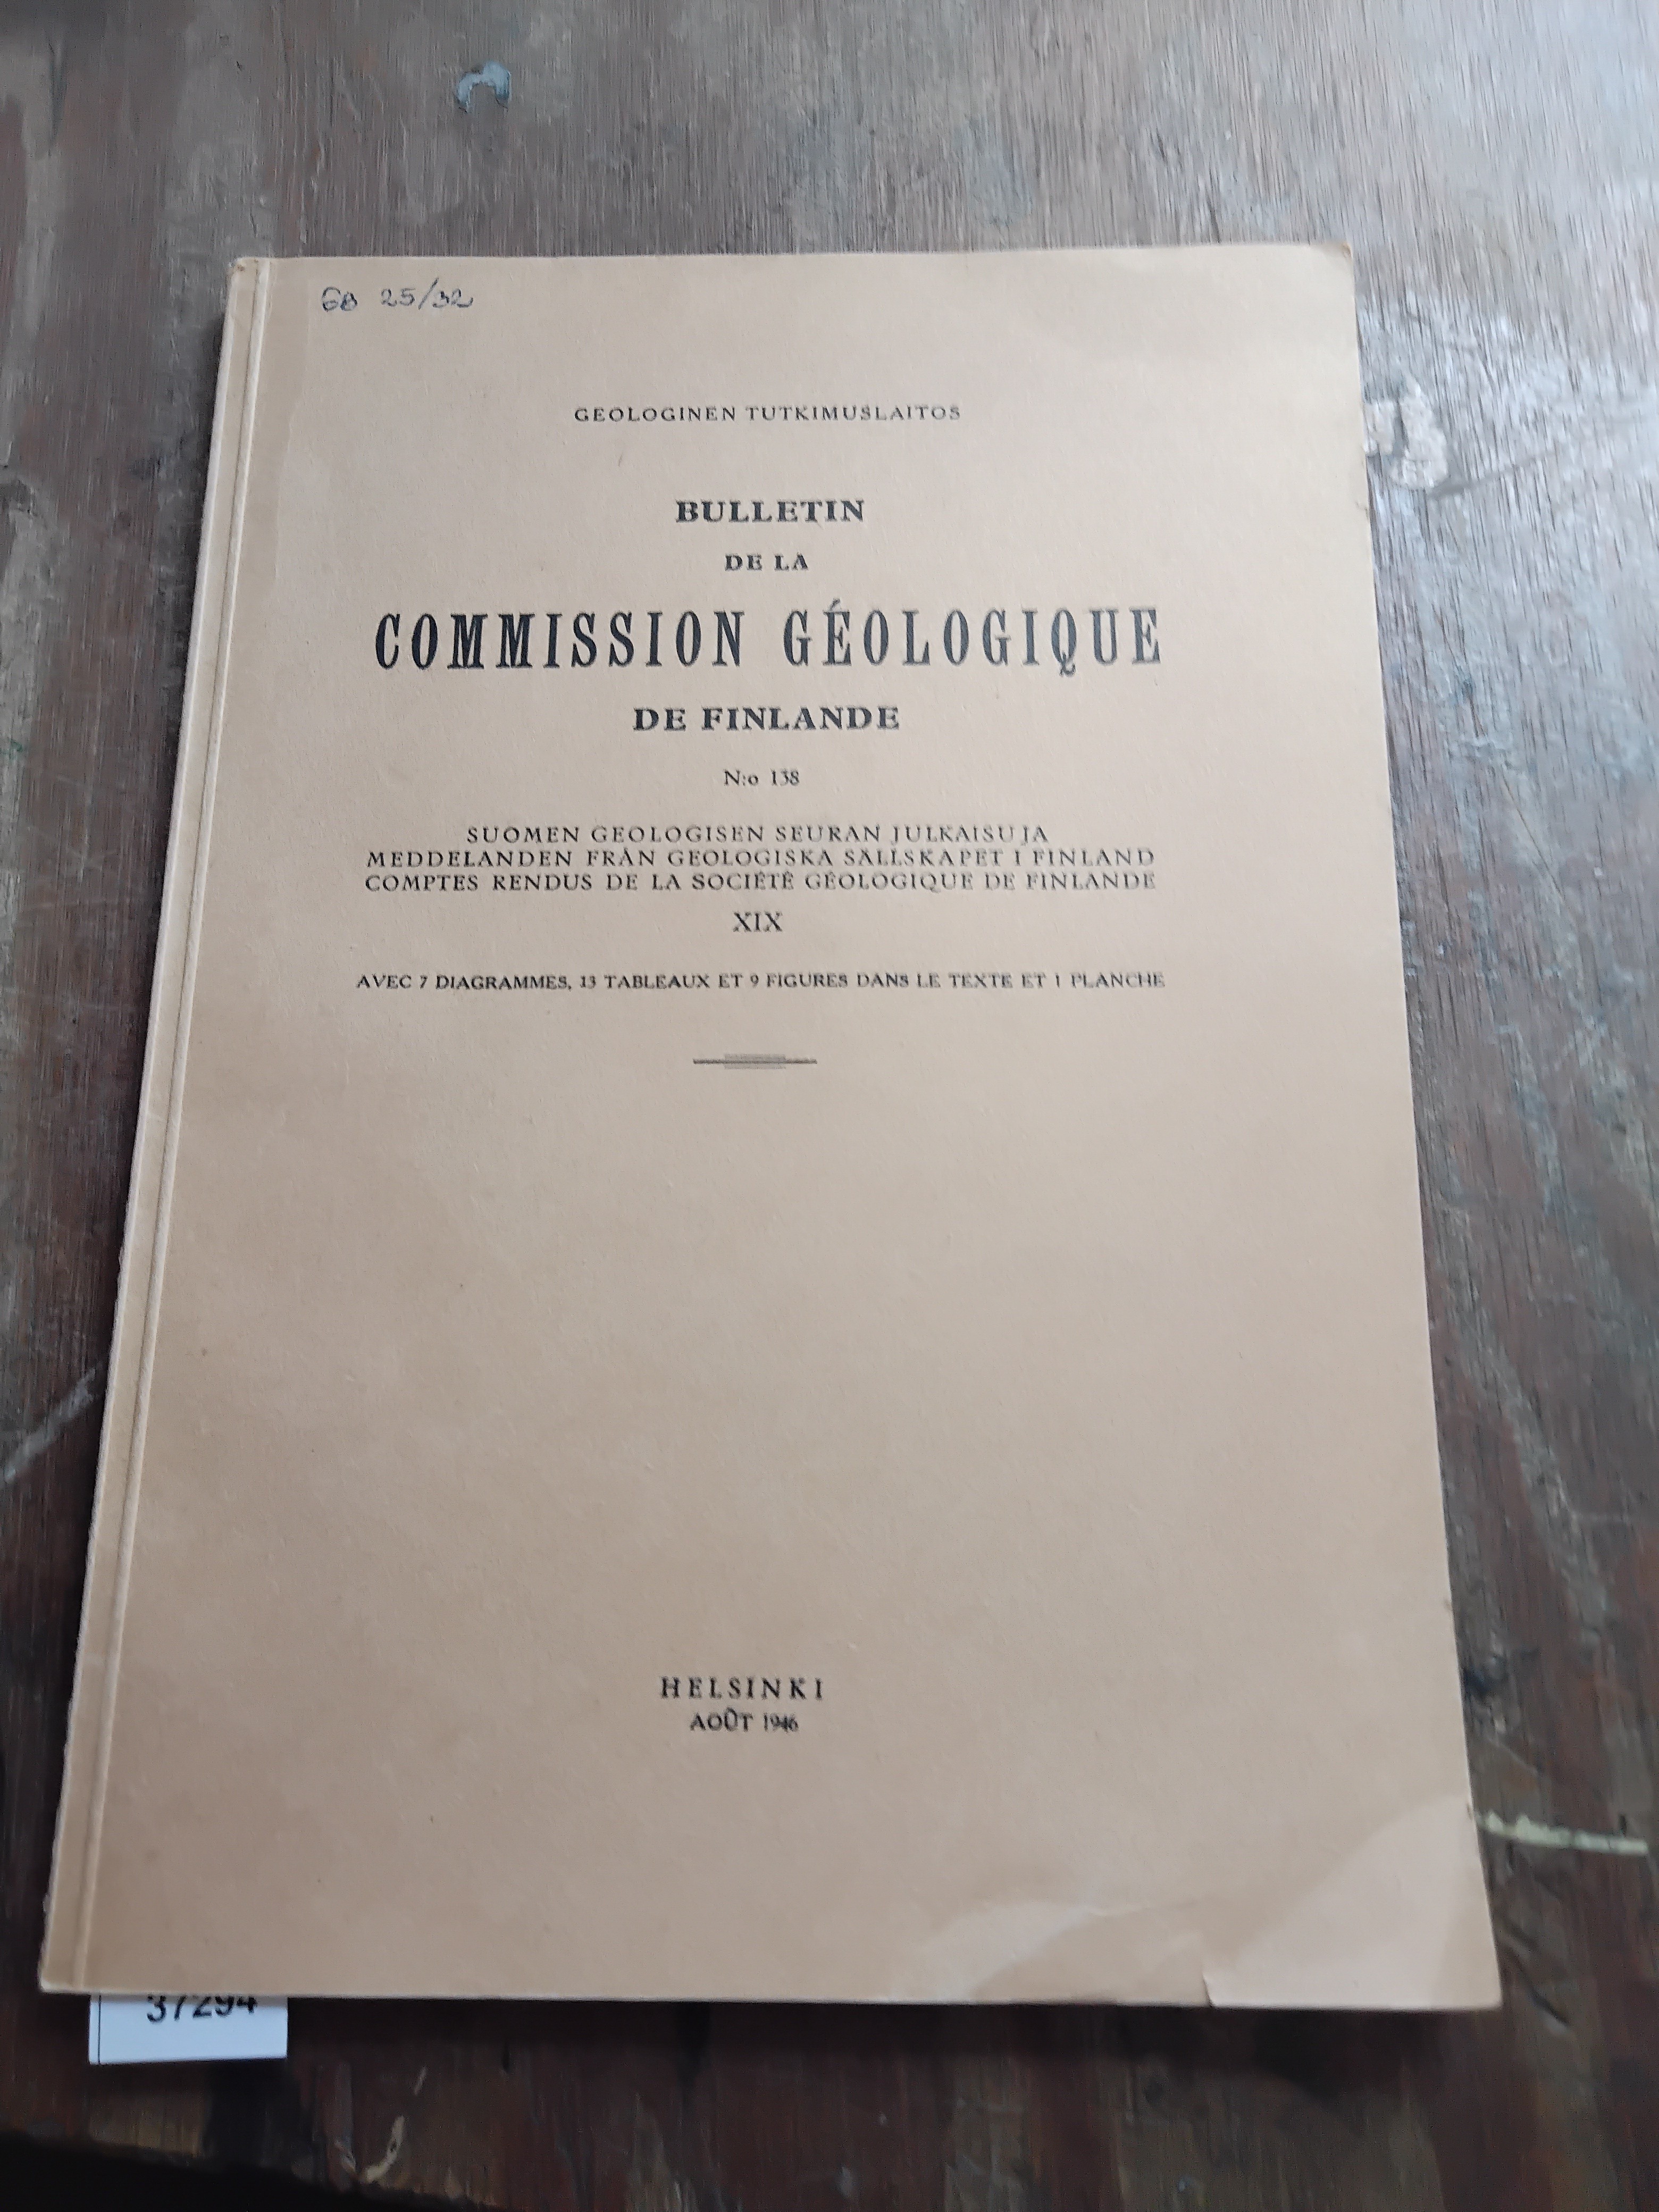 GB 25/32
GEOLOGINEN TUTKIMUSLAITOS
BULLETIN
DE LA
COMMISSION GÉOLOGIQUE
DE FINLANDE
N:o 138
SUOMEN GEOLOGISEN SEURAN JULKAISUJA
MEDDELANDEN FRÅN GEOLOGISKA SÄLLSKAPET I FINLAND
COMPTES RENDUS DE LA SOCIÉTÉ GÉOLOGIQUE DE FINLANDE
XIX
AVEC 7 DIAGRAMMES, 13 TABLEAUX ET 9 FIGURES DANS LE TEXTE ET 1 PLANCHE
HELSINKI
AOÛT 1946
37294